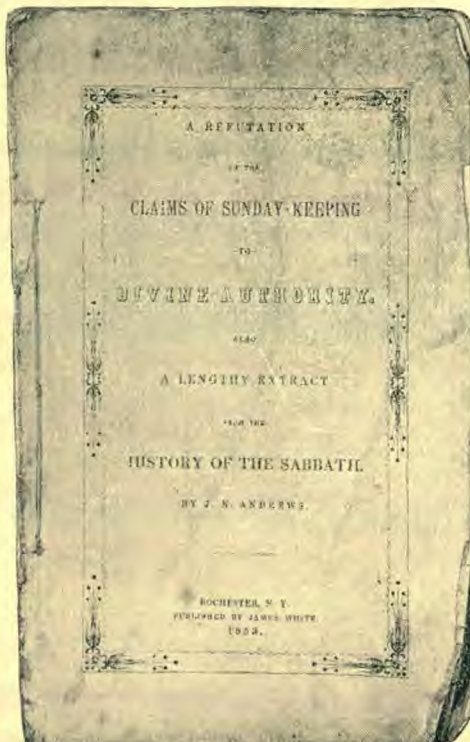 A REFUTATION
OF THE
CLAIMS OF SUNDAY-KEEPING
TO
DIVINE AUTHORITY.
ALSO
A LENGTHY EXTRACT
FROM THE
HISTORY OF THE SABBATH.
BY J. N. ANDREWS.
ROCHESTER, N. Y.
PUBLISHED BY JAMES WHITE.
1853.